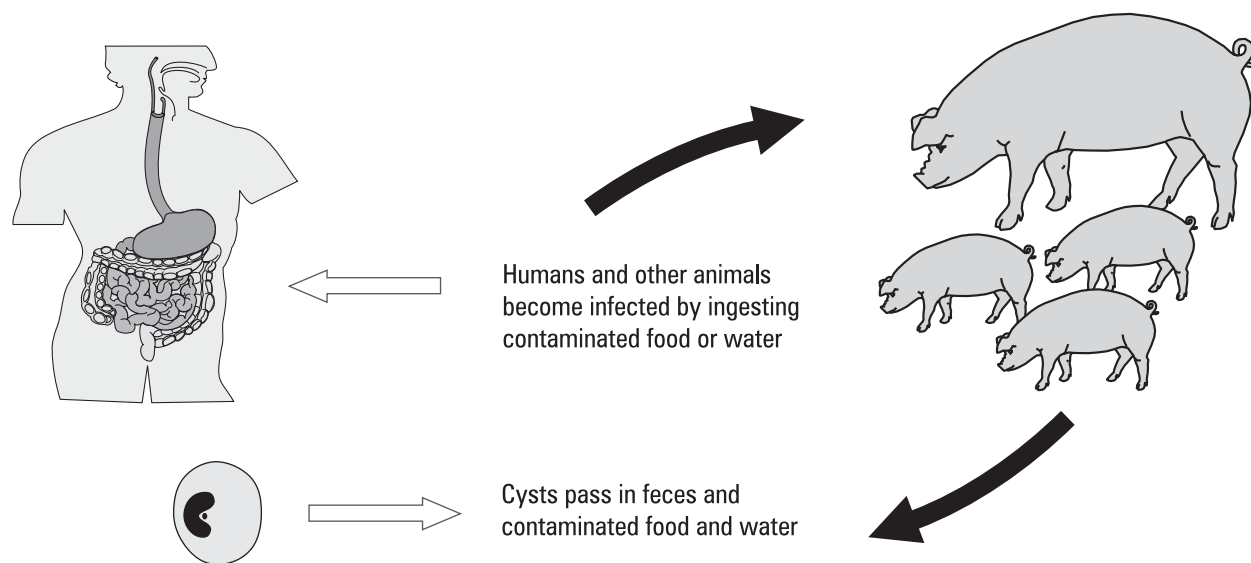 Humans and other animals
become infected by ingesting
contaminated food or water
Cysts pass in feces and
contaminated food and water